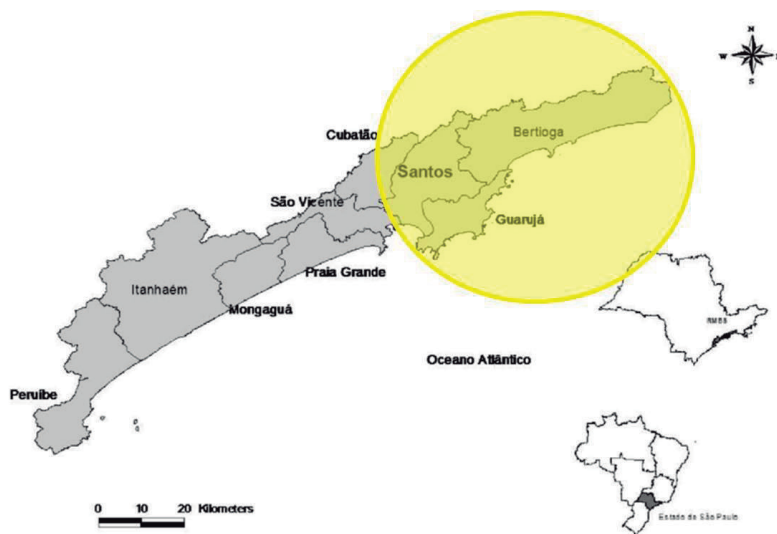 N
W
S
Cubatão
Bertioga
Santos
São Vicente
Guarujá
Itanhaém
Praia Grande
Mongaguá
RMBS
Oceano Atlântico
Peruíbe
0 10 20 Kilometers
Estado de São Paulo